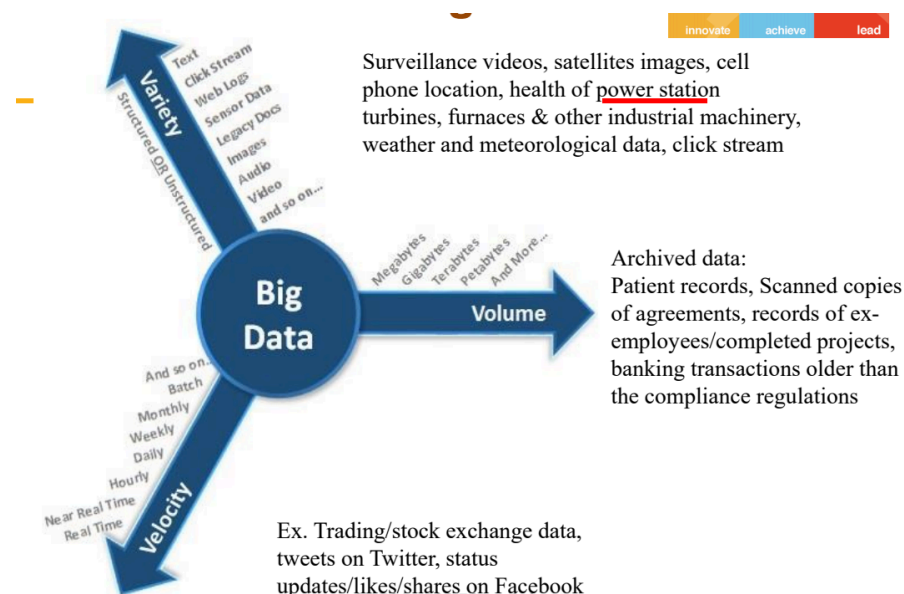 innovate achieve lead
Surveillance videos, satellites images, cell
phone location, health of power station
turbines, furnaces & other industrial machinery,
weather and meteorological data, click stream
Variety
Structured OR Unstructured
Text
Click Stream
Web Logs
Sensor Data
Legacy Docs
Images
Audio
Video
and so on...
Big
Data
Megabytes
Gigabytes
Terabytes
Petabytes
And More...
Volume
Archived data:
Patient records, Scanned copies
of agreements, records of ex-
employees/completed projects,
banking transactions older than
the compliance regulations
And so on...
Batch
Monthly
Weekly
Daily
Hourly
Near Real Time
Real Time
Velocity
Ex. Trading/stock exchange data,
tweets on Twitter, status
updates/likes/shares on Facebook